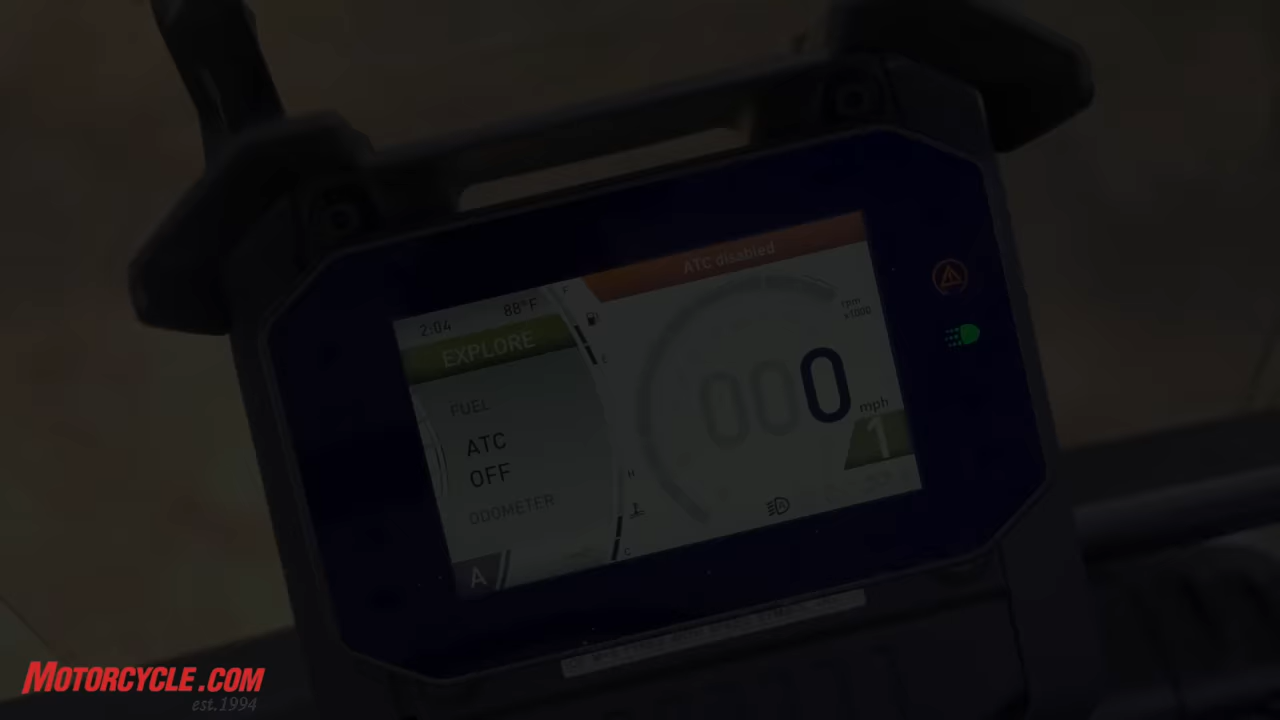 ATC disabled
F
2:04 88°F
EXPLORE
E
rpm
x1000
FUEL
000
mph
ATC
OFF
1
H
ODOMETER
A
C
A
MOTORCYCLE.COM
est.1994